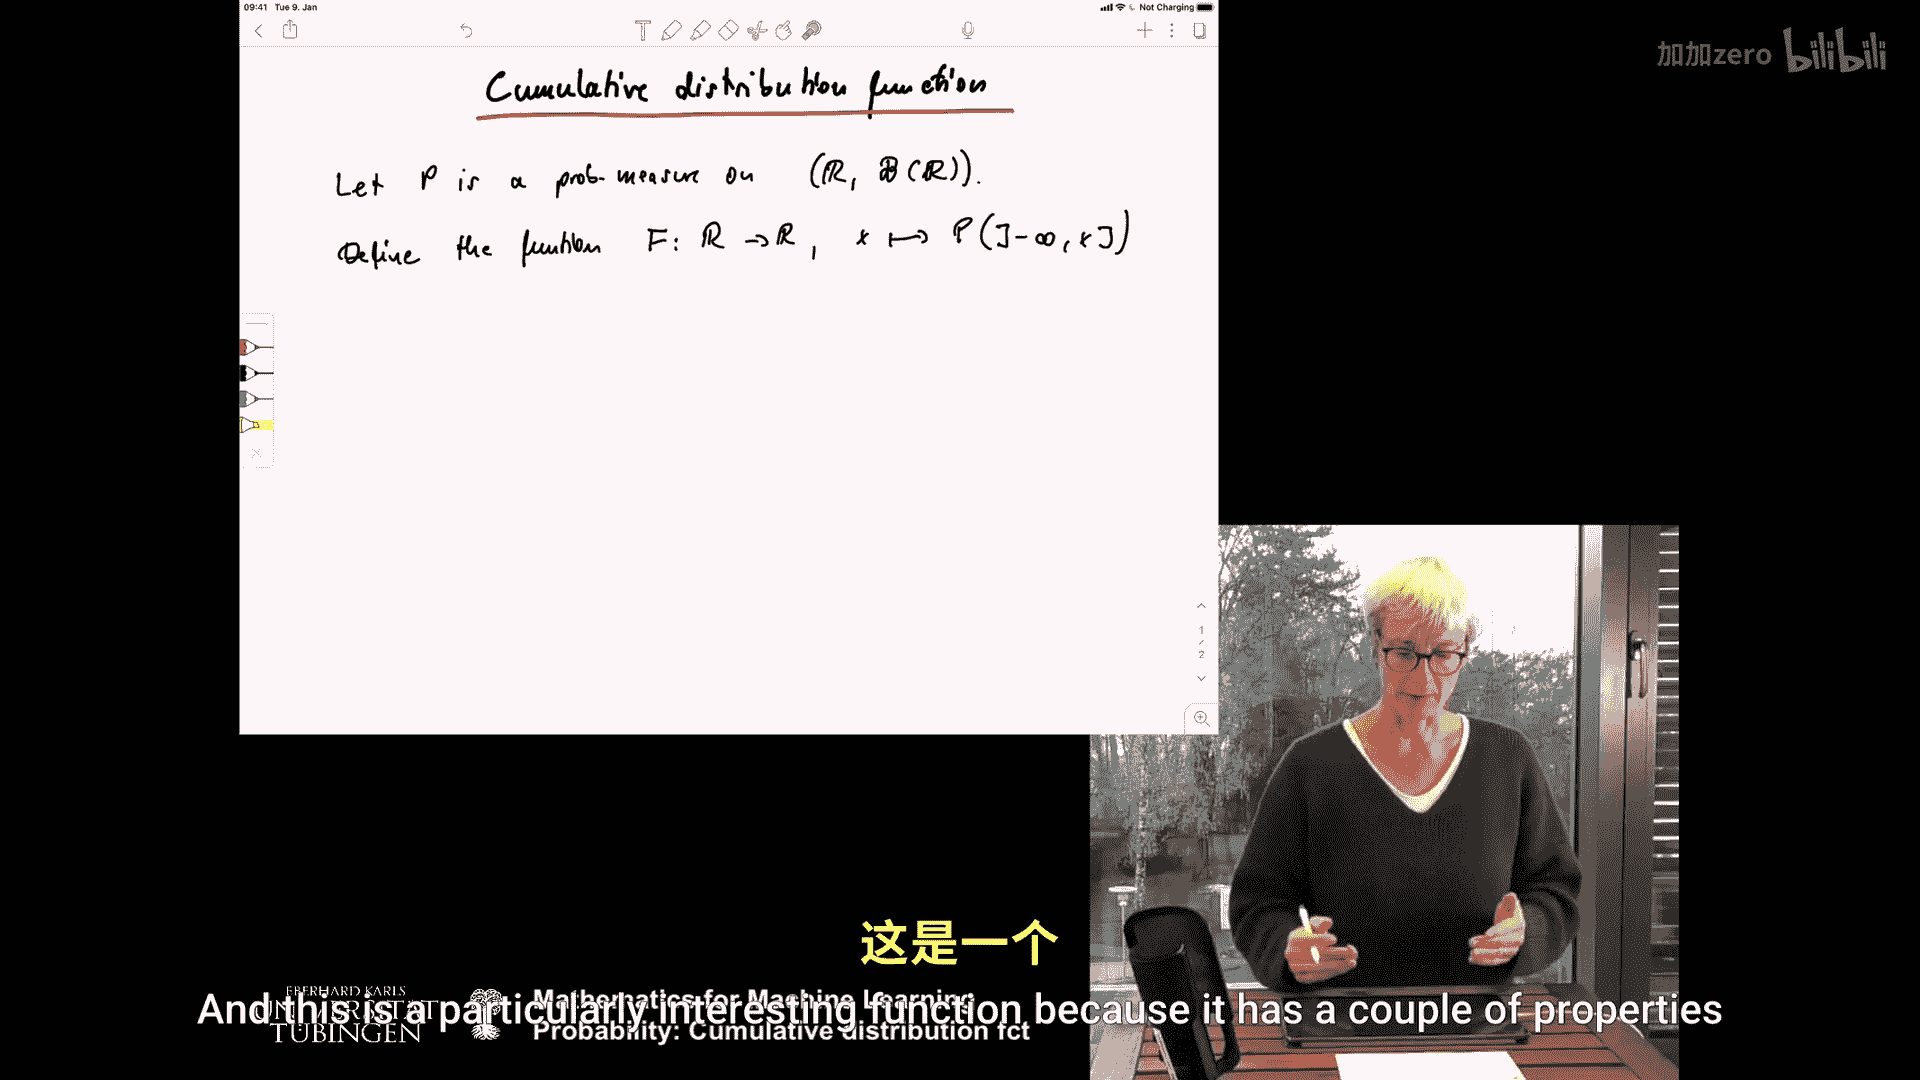 09:41 Tue 9. Jan
Not Charging
加加zero bilibili
Cumulative distribution function
Let P is a prob. measure on (ℝ, 𝓑(ℝ)).
Define the function F: ℝ → ℝ, x ↦ P(]-∞, x])
1
2
这是一个
And this is a particularly interesting function because it has a couple of properties
EBERHARD KARLS
UNIVERSITÄT
TÜBINGEN
Mathematics for Machine Learning
Probability: Cumulative distribution fct